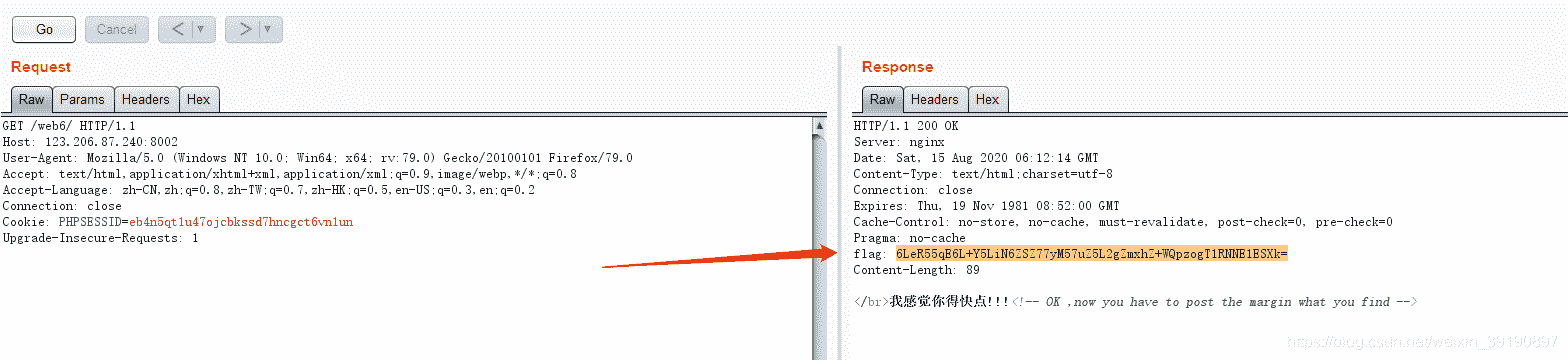 Go
Cancel
<
>
Request
Raw
Params
Headers
Hex
GET /web6/ HTTP/1.1
Host: 123.206.87.240:8002
User-Agent: Mozilla/5.0 (Windows NT 10.0; Win64; x64; rv:79.0) Gecko/20100101 Firefox/79.0
Accept: text/html,application/xhtml+xml,application/xml;q=0.9,image/webp,*/*;q=0.8
Accept-Language: zh-CN,zh;q=0.8,zh-TW;q=0.7,zh-HK;q=0.5,en-US;q=0.3,en;q=0.2
Connection: close
Cookie: PHPSESSID=eb4n5qt1u47ojcbkssd7hncgct6vn1un
Upgrade-Insecure-Requests: 1
Response
Raw
Headers
Hex
HTTP/1.1 200 OK
Server: nginx
Date: Sat, 15 Aug 2020 06:12:14 GMT
Content-Type: text/html;charset=utf-8
Connection: close
Expires: Thu, 19 Nov 1981 08:52:00 GMT
Cache-Control: no-store, no-cache, must-revalidate, post-check=0, pre-check=0
Pragma: no-cache
flag: 6LeR55qE6L+Y5LiN6ZSZ77yM57uZ5L2gZmxhZ+WQpzogT1RNNE1ESXk=
Content-Length: 89
</br>我感觉你得快点!!!<!-- OK ,now you have to post the margin what you find -->
https://blog.csdn.net/weixin_39190897